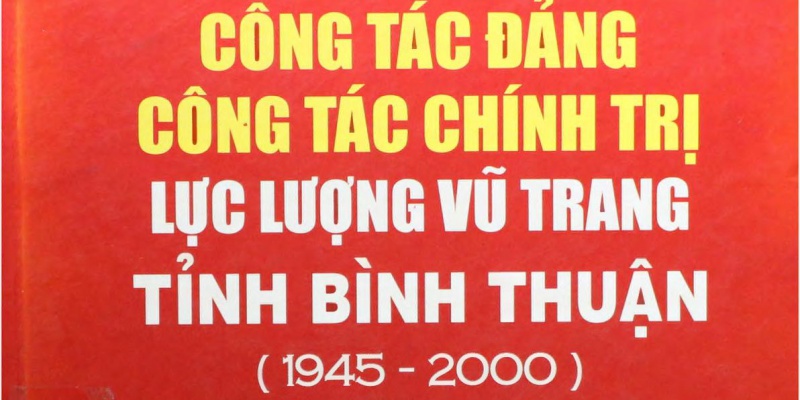 CÔNG TÁC ĐẢNG
CÔNG TÁC CHÍNH TRỊ
LỰC LƯỢNG VŨ TRANG
TỈNH BÌNH THUẬN
( 1945 - 2000 )